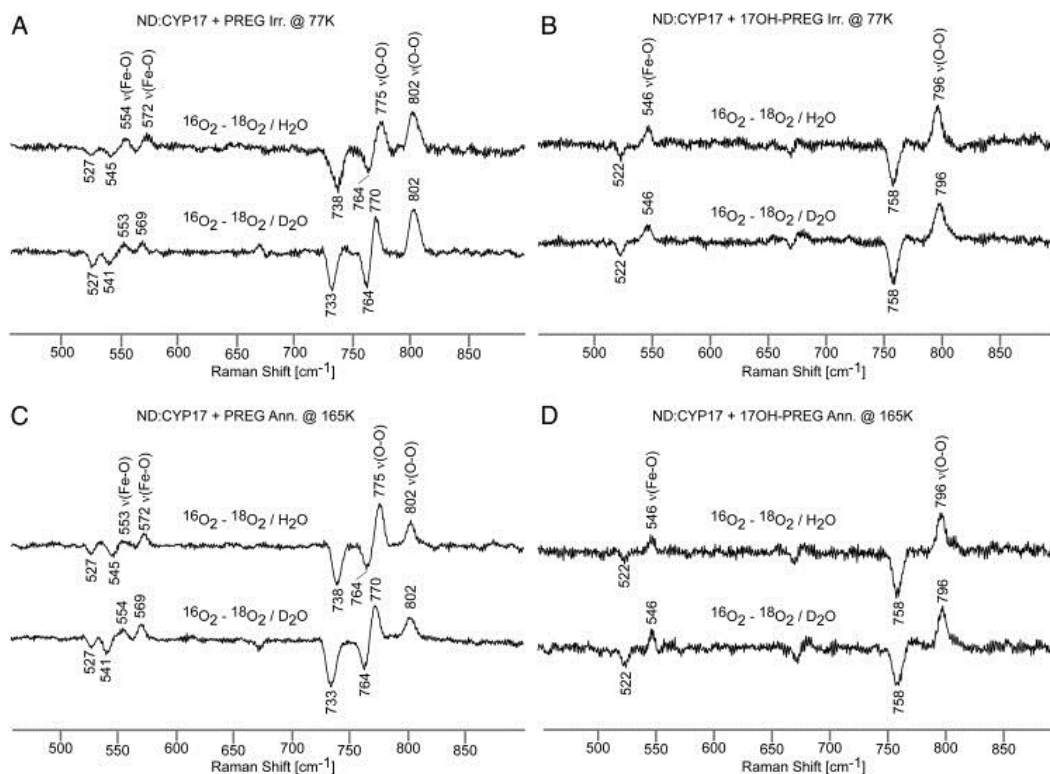 A
ND:CYP17 + PREG Irr. @ 77K
554 ν(Fe-O)
572 ν(Fe-O)
775 ν(O-O)
802 ν(O-O)
16O2 - 18O2 / H2O
527
545
738
764
553
569
16O2 - 18O2 / D2O
770
802
527
541
733
764
500 550 600 650 700 750 800 850
Raman Shift [cm-1]
B
ND:CYP17 + 17OH-PREG Irr. @ 77K
546 ν(Fe-O)
796 ν(O-O)
16O2 - 18O2 / H2O
522
758
546
16O2 - 18O2 / D2O
796
522
758
500 550 600 650 700 750 800 850
Raman Shift [cm-1]
C
ND:CYP17 + PREG Ann. @ 165K
553 ν(Fe-O)
572 ν(Fe-O)
775 ν(O-O)
802 ν(O-O)
16O2 - 18O2 / H2O
527
545
738
764
554
569
16O2 - 18O2 / D2O
770
802
527
541
733
764
500 550 600 650 700 750 800 850
Raman Shift [cm-1]
D
ND:CYP17 + 17OH-PREG Ann. @ 165K
546 ν(Fe-O)
796 ν(O-O)
16O2 - 18O2 / H2O
522
758
546
16O2 - 18O2 / D2O
796
522
758
500 550 600 650 700 750 800 850
Raman Shift [cm-1]